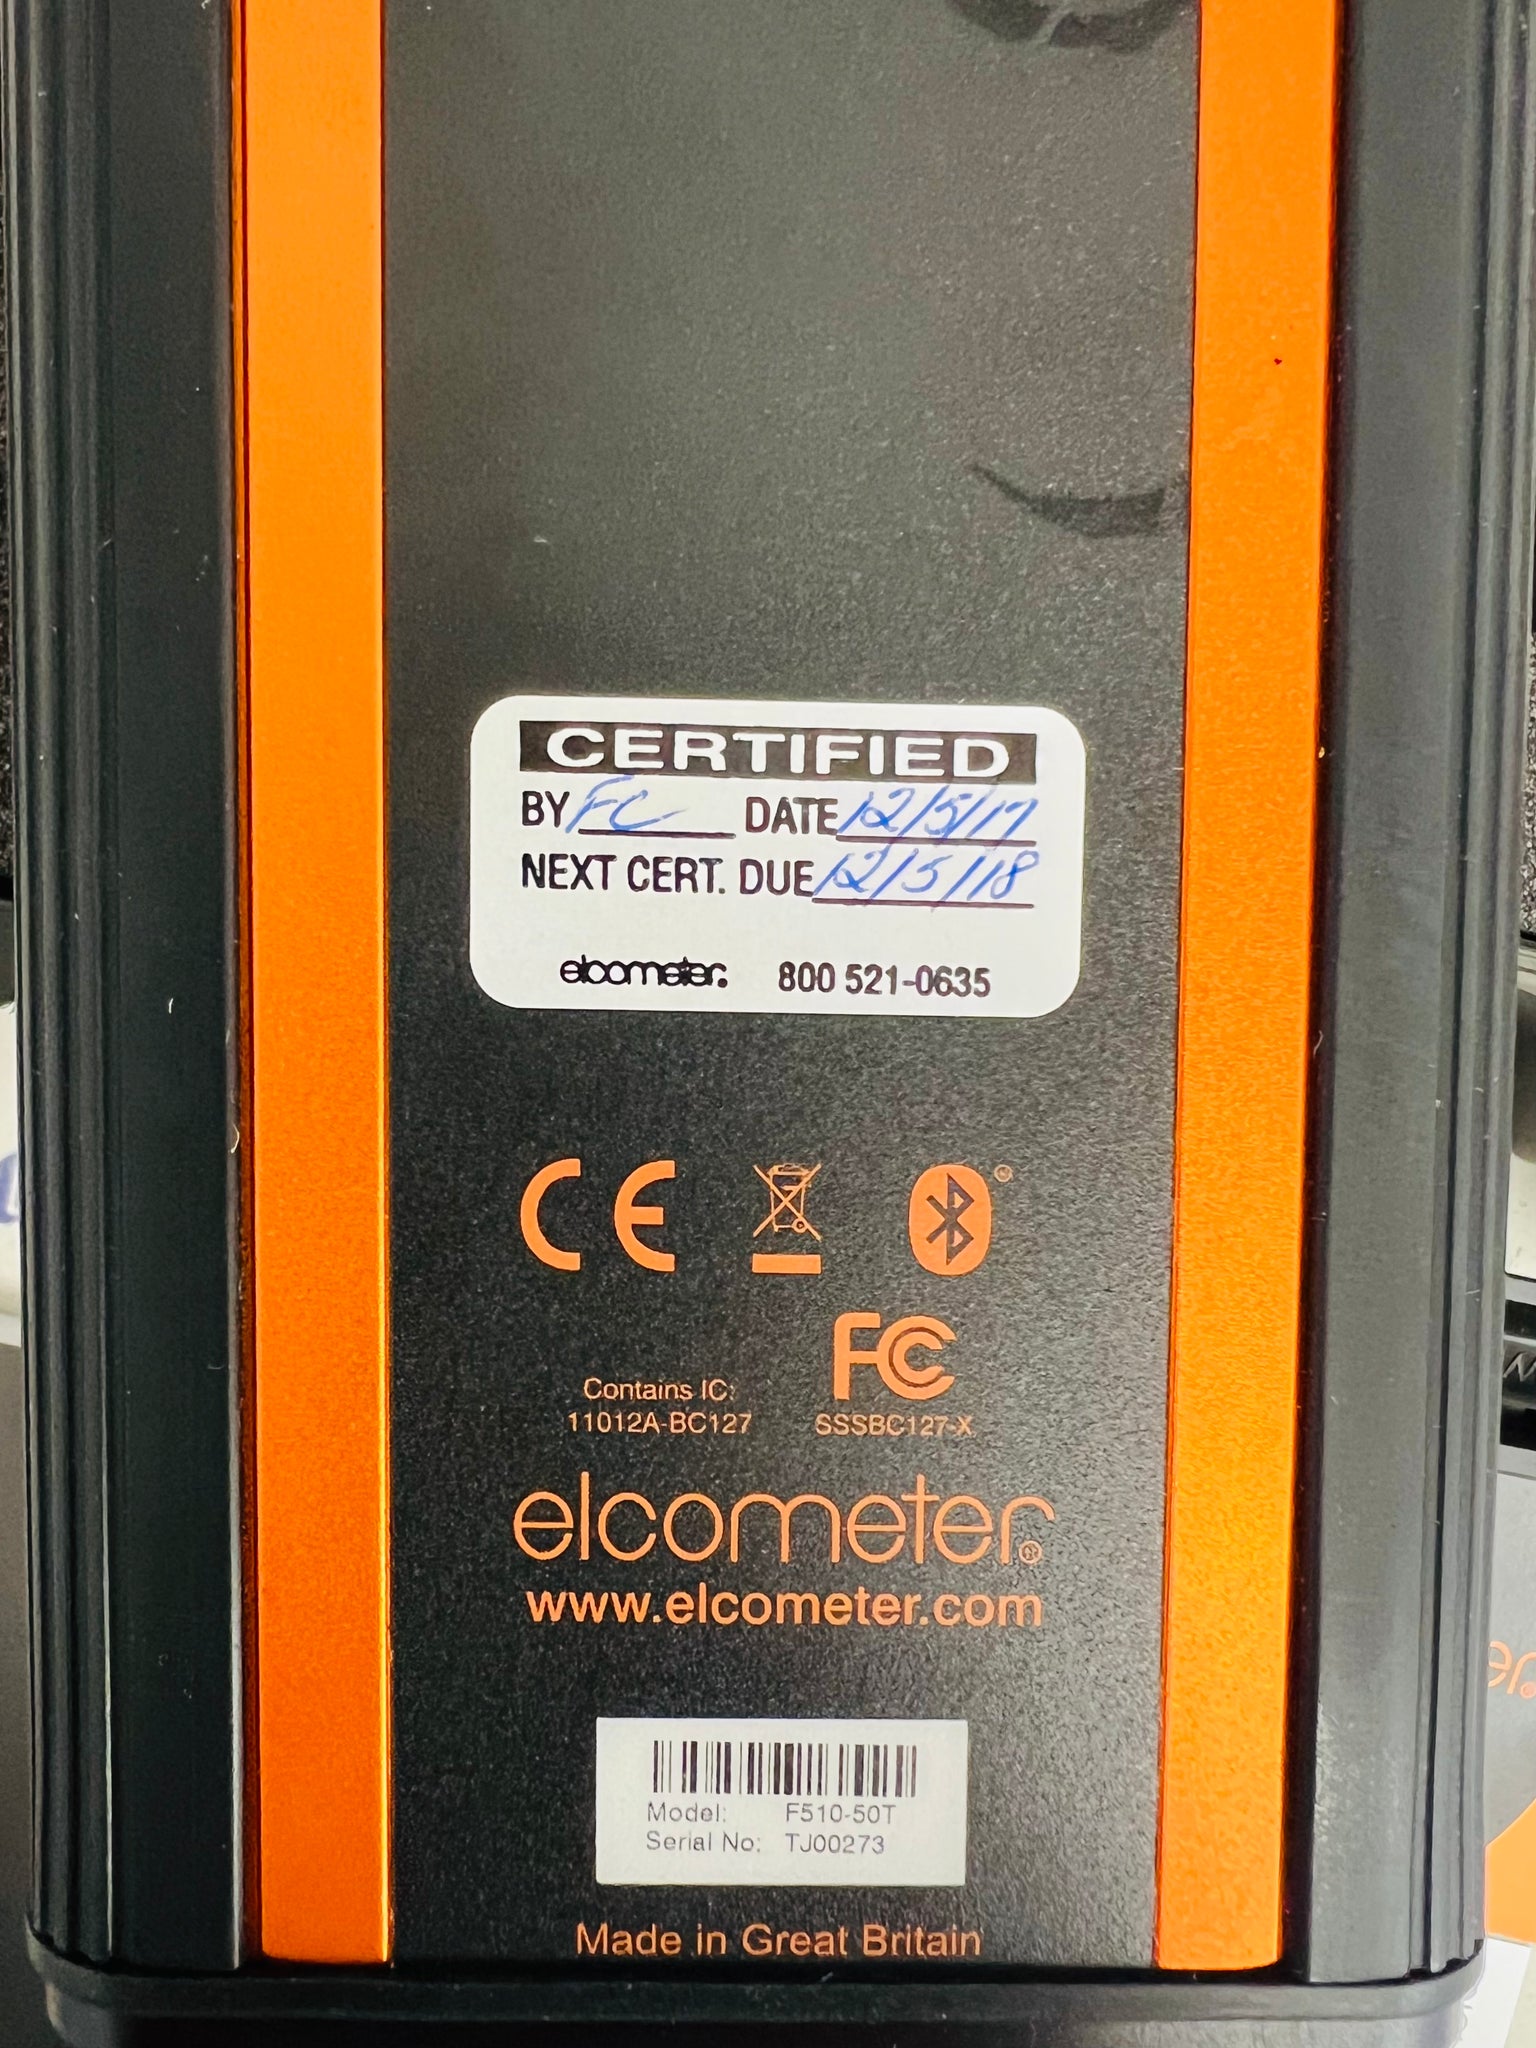 CERTIFIED
BY FC DATE 12/5/17
NEXT CERT. DUE 12/5/18
elcometer. 800 521-0635
CE
FC
Contains IC:
11012A-BC127 SSSBC127-X
elcometer
www.elcometer.com
Model: F510-50T
Serial No: TJ00273
Made in Great Britain
er